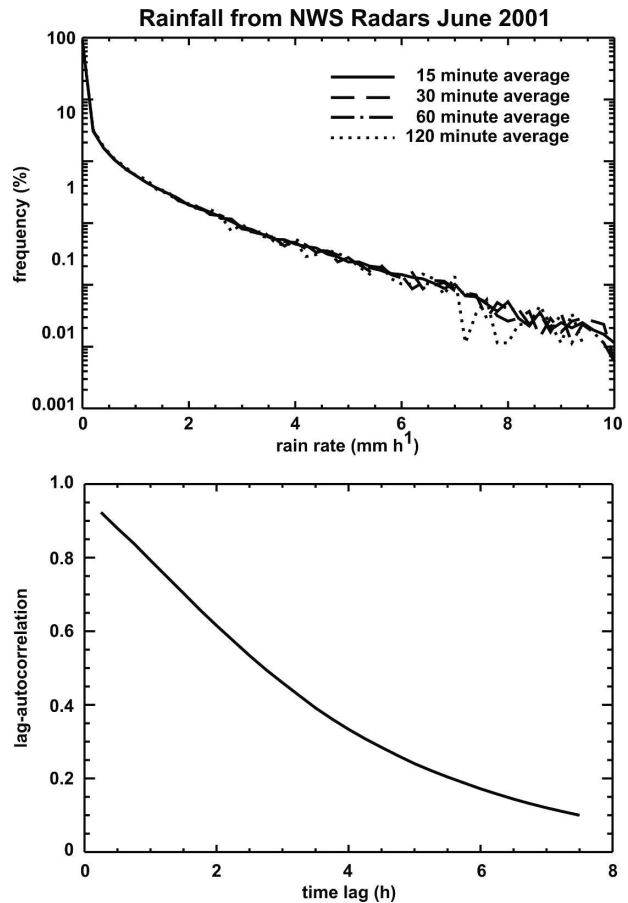 Rainfall from NWS Radars June 2001
100
10
1
0.1
0.01
0.001
frequency (%)
15 minute average
30 minute average
60 minute average
120 minute average
0 2 4 6 8 10
rain rate (mm h1)
1.0
0.8
0.6
0.4
0.2
0
lag-autocorrelation
0 2 4 6 8
time lag (h)